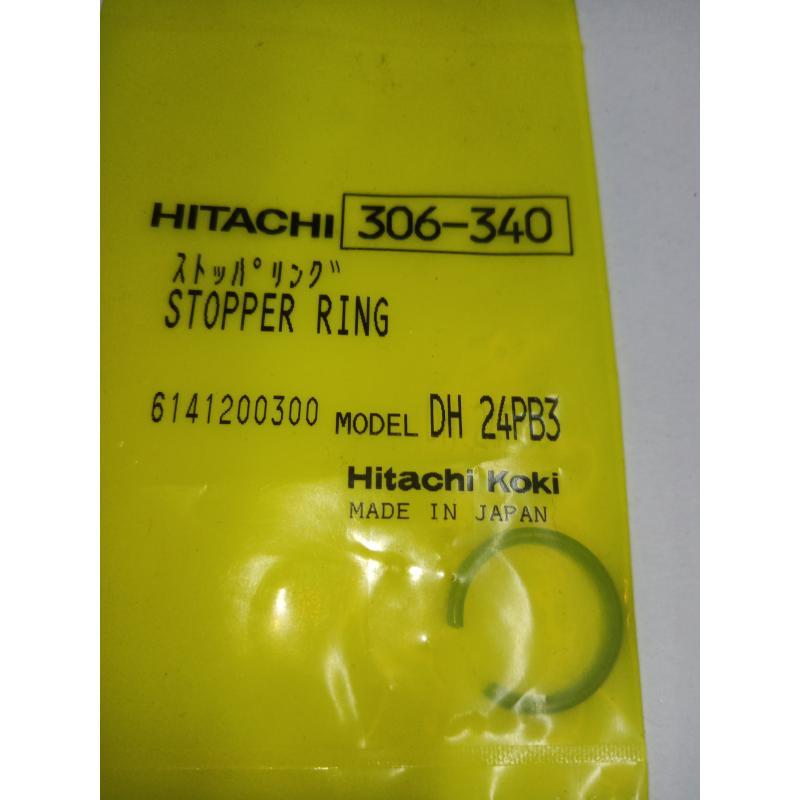 HITACHI 306-340
ストッパ゜リング
STOPPER RING
6141200300 MODEL DH 24PB3
Hitachi Koki
MADE IN JAPAN